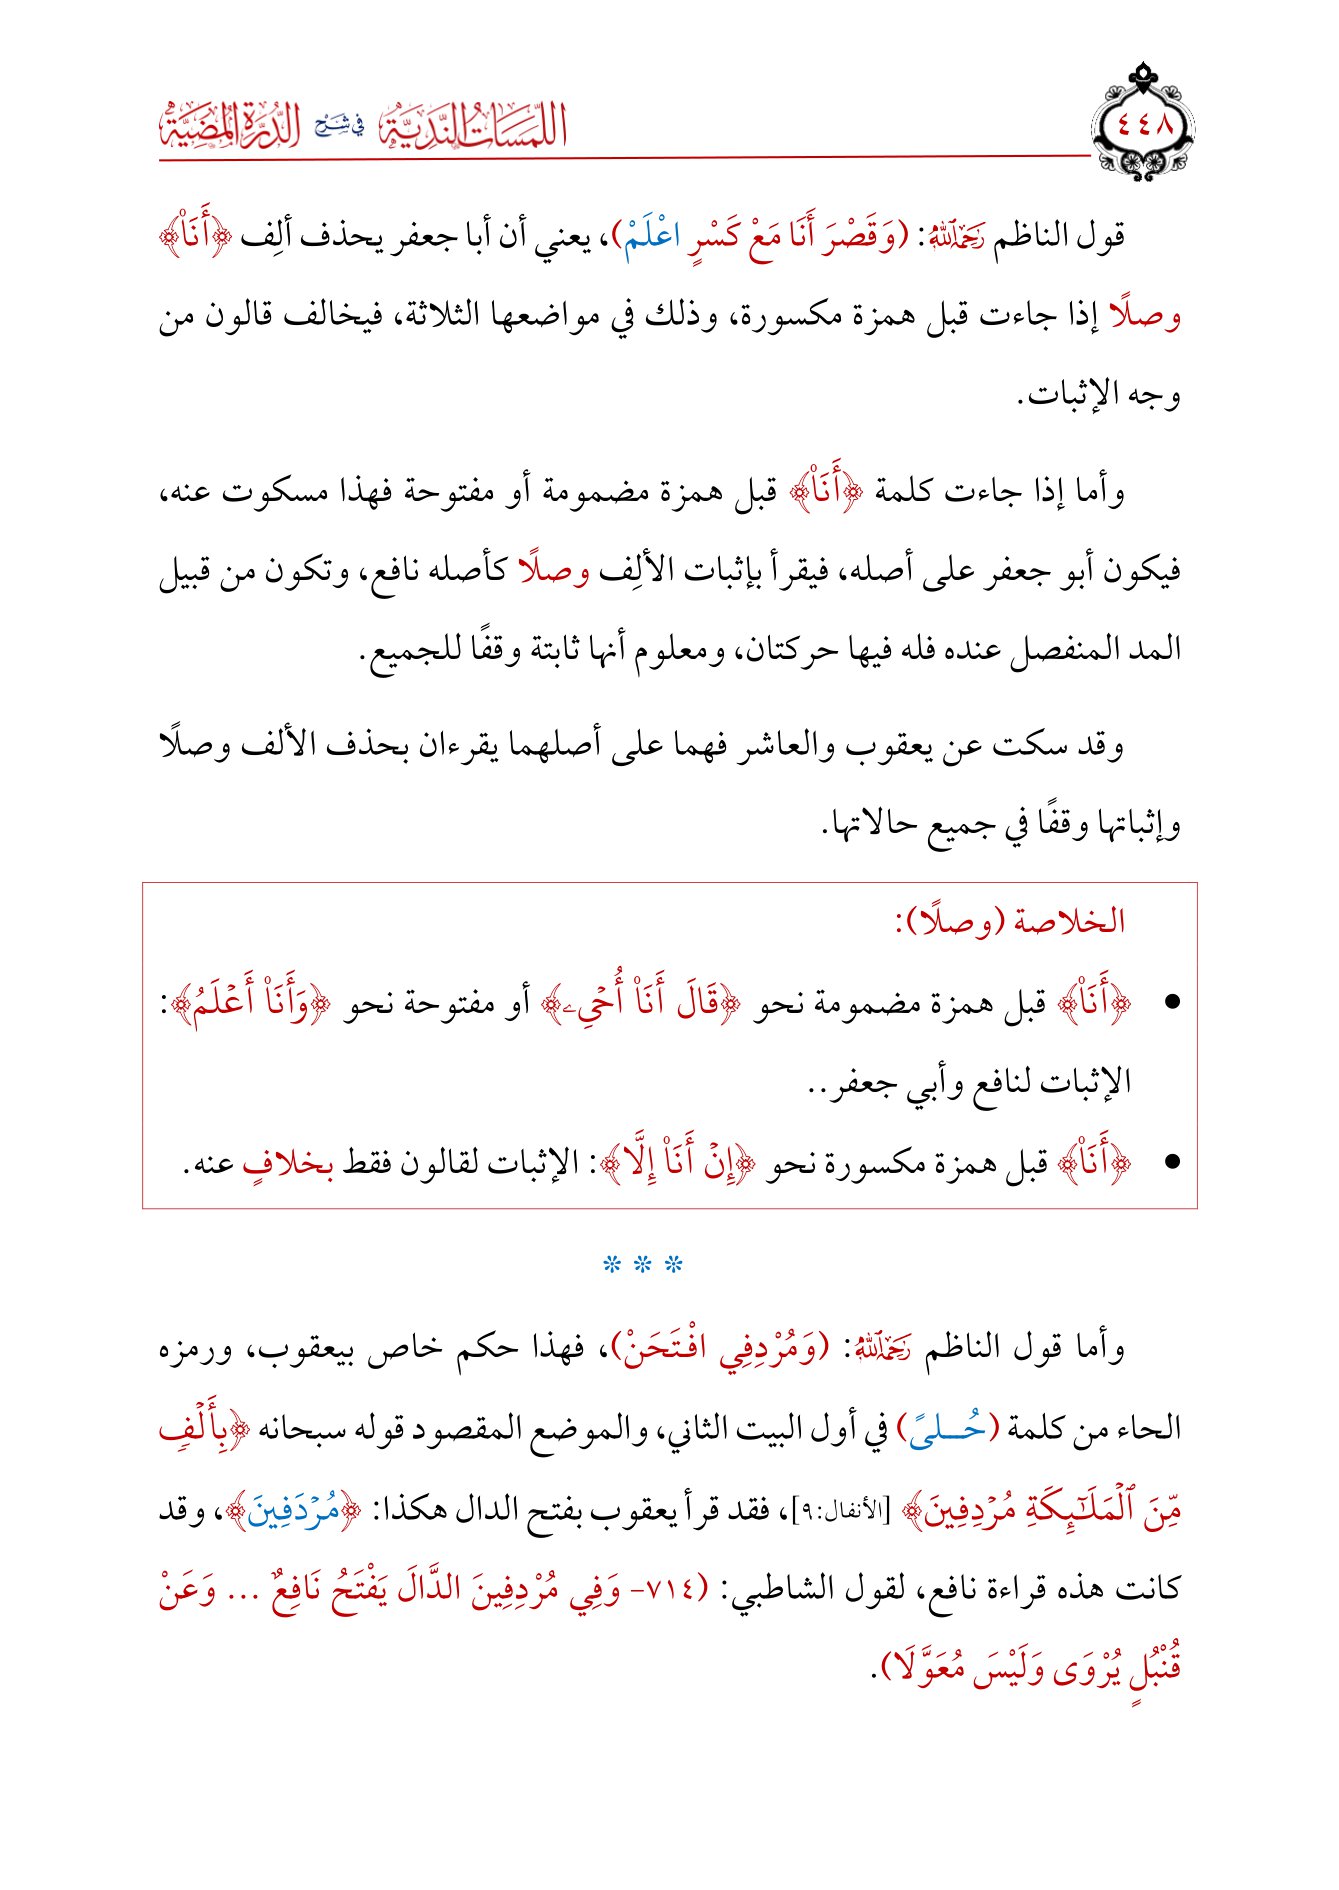 ٤٤٨
اللمسات الندية في شرح الدرة المضية
قول الناظم رَحِمَهُ ٱللَّهُ: (وَقَصْرَ أَنَا مَعْ كَسْرٍ اعْلَمْ)، يعني أن أبا جعفر يحذف ألِف ﴿أَنَا۠﴾
وصلًا إذا جاءت قبل همزة مكسورة، وذلك في مواضعها الثلاثة، فيخالف قالون من
وجه الإثبات.
وأما إذا جاءت كلمة ﴿أَنَا۠﴾ قبل همزة مضمومة أو مفتوحة فهذا مسكوت عنه،
فيكون أبو جعفر على أصله، فيقرأ بإثبات الألِف وصلًا كأصله نافع، وتكون من قبيل
المد المنفصل عنده فله فيها حركتان، ومعلوم أنها ثابتة وقفًا للجميع.
وقد سكت عن يعقوب والعاشر فهما على أصلهما يقرءان بحذف الألف وصلًا
وإثباتها وقفًا في جميع حالاتها.
الخلاصة (وصلًا):
• ﴿أَنَا۠﴾ قبل همزة مضمومة نحو ﴿قَالَ أَنَا۠ أُحۡيِۦ﴾ أو مفتوحة نحو ﴿وَأَنَا۠ أَعۡلَمُ﴾:
الإثبات لنافع وأبي جعفر..
• ﴿أَنَا۠﴾ قبل همزة مكسورة نحو ﴿إِنۡ أَنَا۠ إِلَّا﴾: الإثبات لقالون فقط بخلافٍ عنه.
* * *
وأما قول الناظم رَحِمَهُ ٱللَّهُ: (وَمُرْدِفِي افْتَحَنْ)، فهذا حكم خاص بيعقوب، ورمزه
الحاء من كلمة (حُـلىً) في أول البيت الثاني، والموضع المقصود قوله سبحانه ﴿بِأَلۡفٖ
مِّنَ ٱلۡمَلَٰٓئِكَةِ مُرۡدِفِينَ﴾ [الأنفال:٩]، فقد قرأ يعقوب بفتح الدال هكذا: ﴿مُرۡدَفِينَ﴾، وقد
كانت هذه قراءة نافع، لقول الشاطبي: (٧١٤- وَفِي مُرْدِفِينَ الدَّالَ يَفْتَحُ نَافِعٌ ... وَعَنْ
قُنْبُلٍ يُرْوَى وَلَيْسَ مُعَوَّلَا).